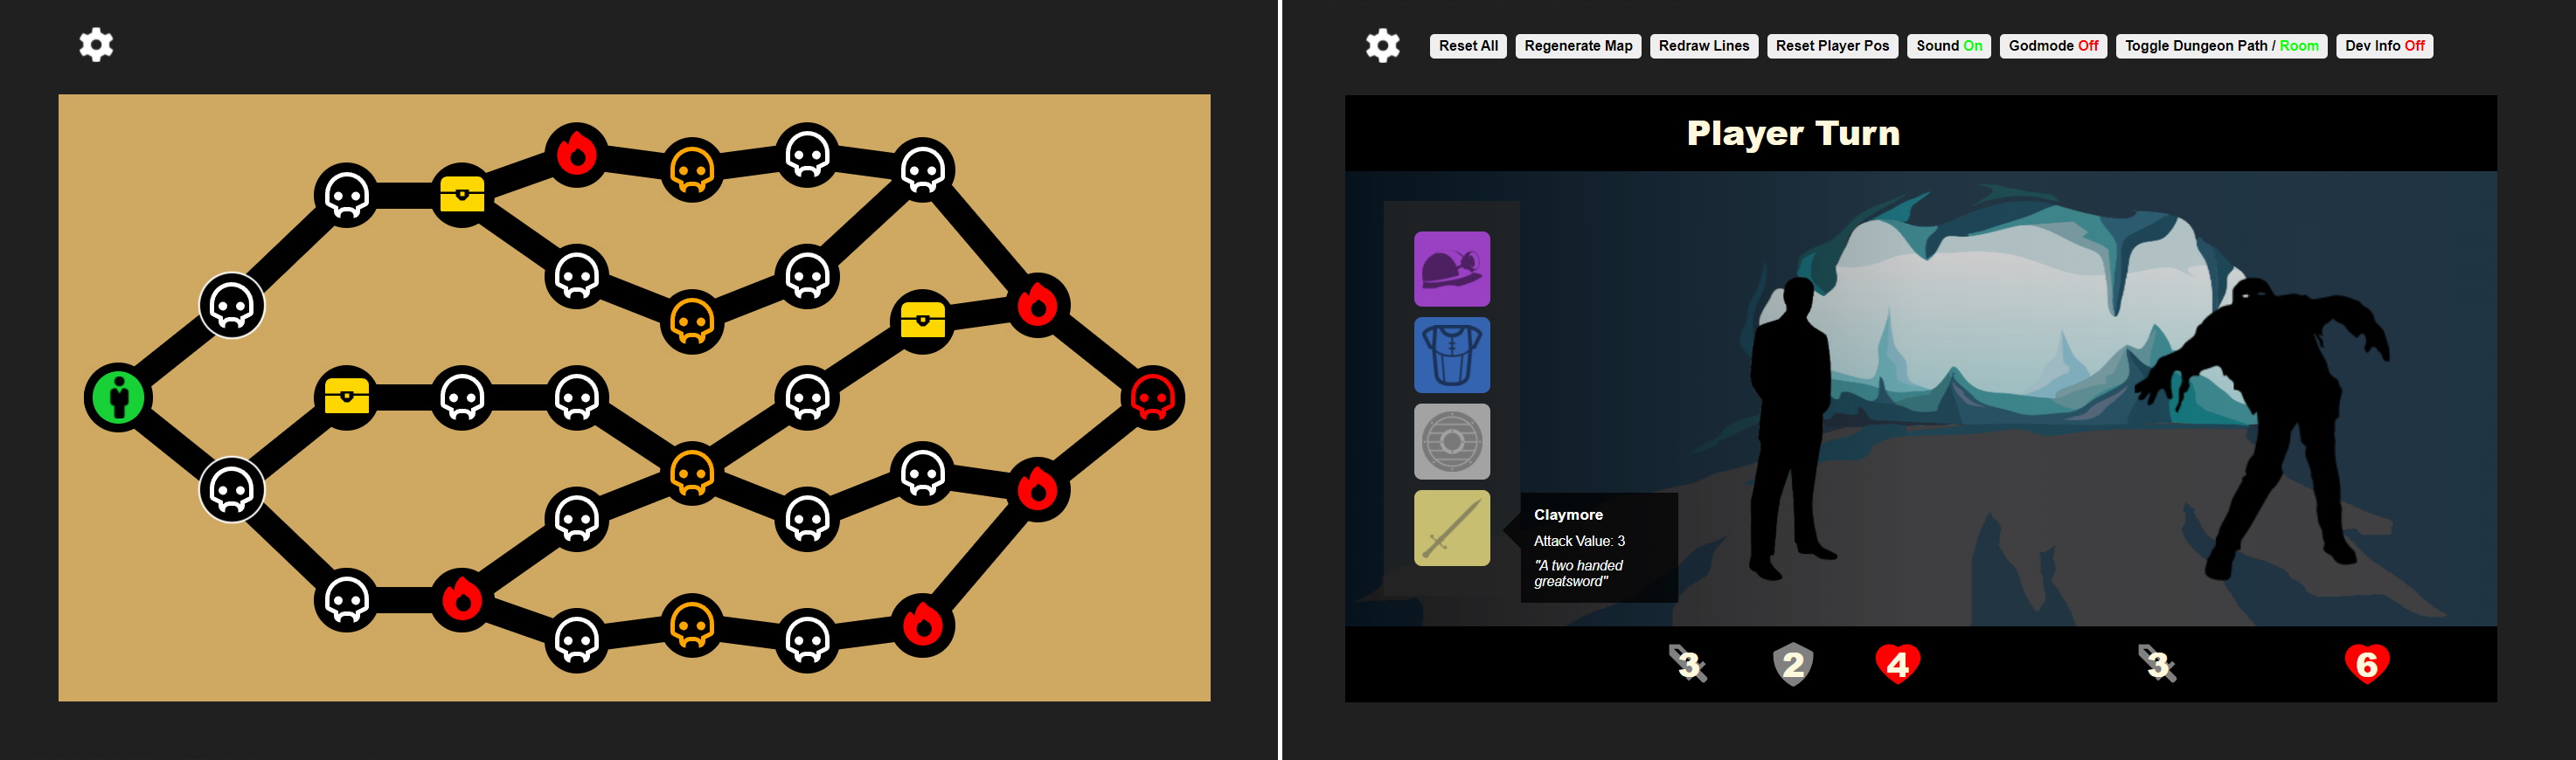 Reset All
Regenerate Map
Redraw Lines
Reset Player Pos
Sound On
Godmode Off
Toggle Dungeon Path / Room
Dev Info Off
Player Turn
Claymore
Attack Value: 3
"A two handed
greatsword"
3
2
4
3
6